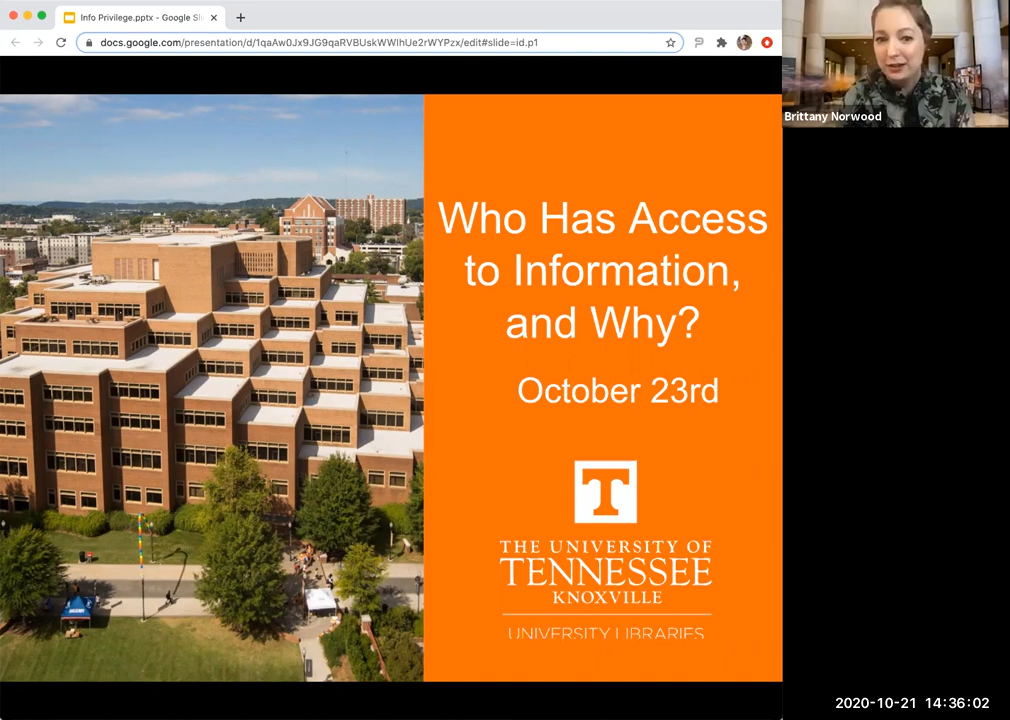 Info Privilege.pptx - Google Sli
docs.google.com/presentation/d/1qaAw0Jx9JG9qaRVBUskWWlhUe2rWYPzx/edit#slide=id.p1
Brittany Norwood
Who Has Access
to Information,
and Why?
October 23rd
T
THE UNIVERSITY OF
TENNESSEE
KNOXVILLE
UNIVERSITY LIBRARIES
2020-10-21 14:36:02